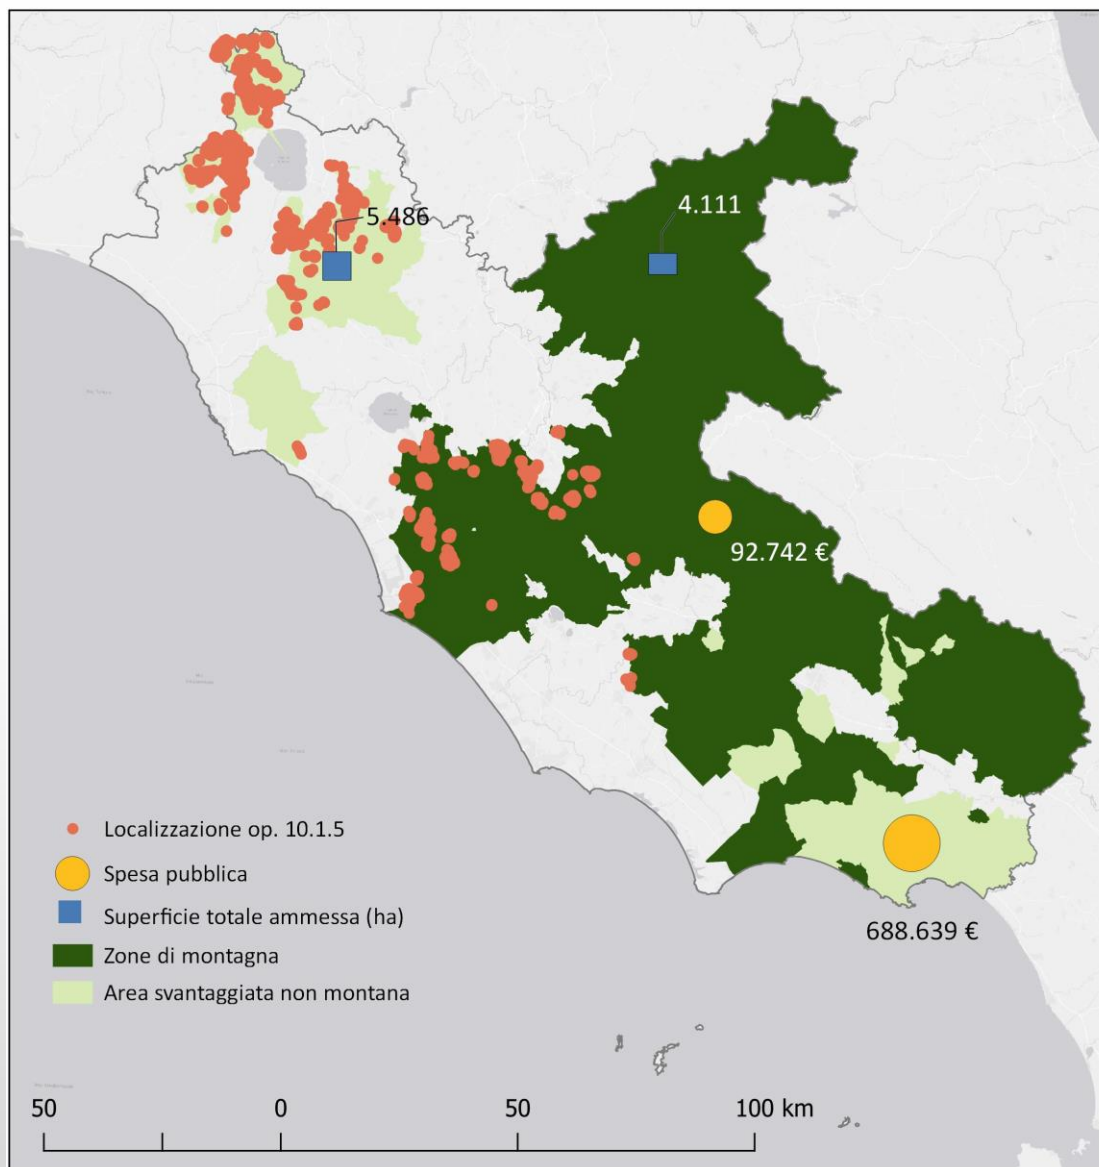 5.486
4.111
92.742 €
Localizzazione op. 10.1.5
Spesa pubblica
Superficie totale ammessa (ha)
688.639 €
Zone di montagna
Area svantaggiata non montana
50 0 50 100 km